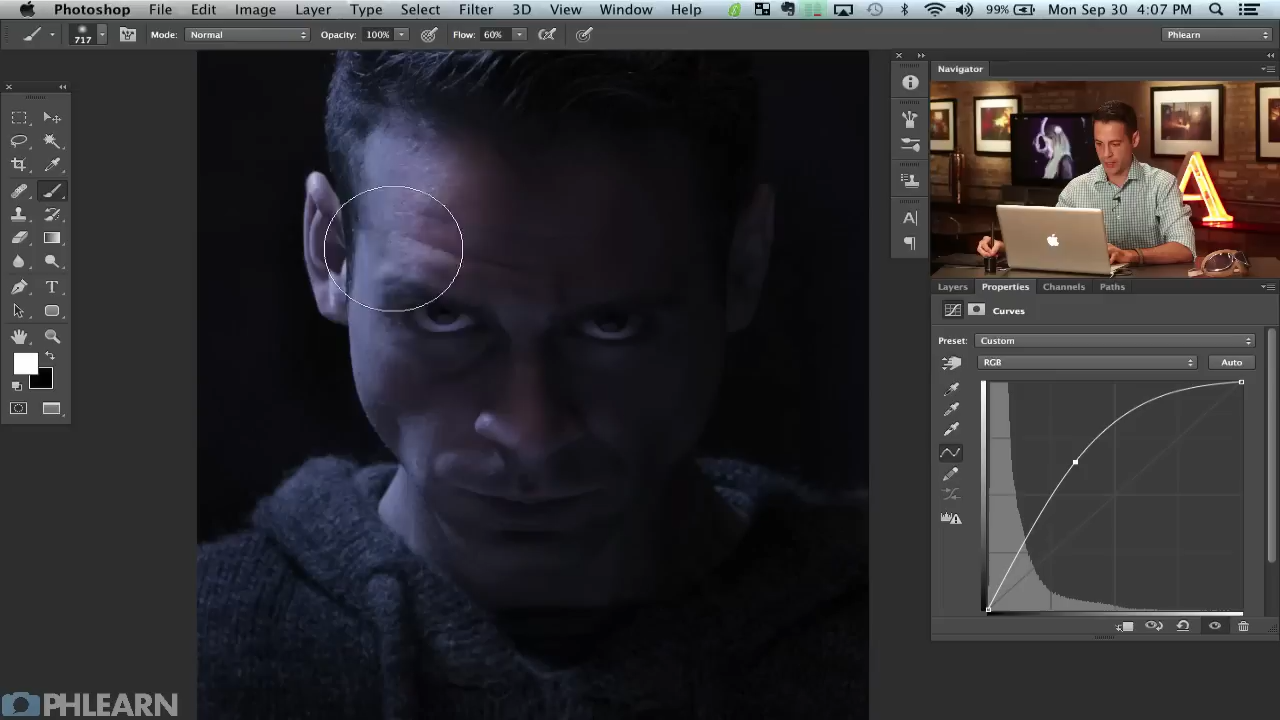 Photoshop File Edit Image Layer Type Select Filter 3D View Window Help 99% Mon Sep 30 4:07 PM
717 Mode: Normal Opacity: 100% Flow: 60% Phlearn
Navigator
A
T
Layers Properties Channels Paths
Curves
Preset: Custom
RGB Auto
PHLEARN